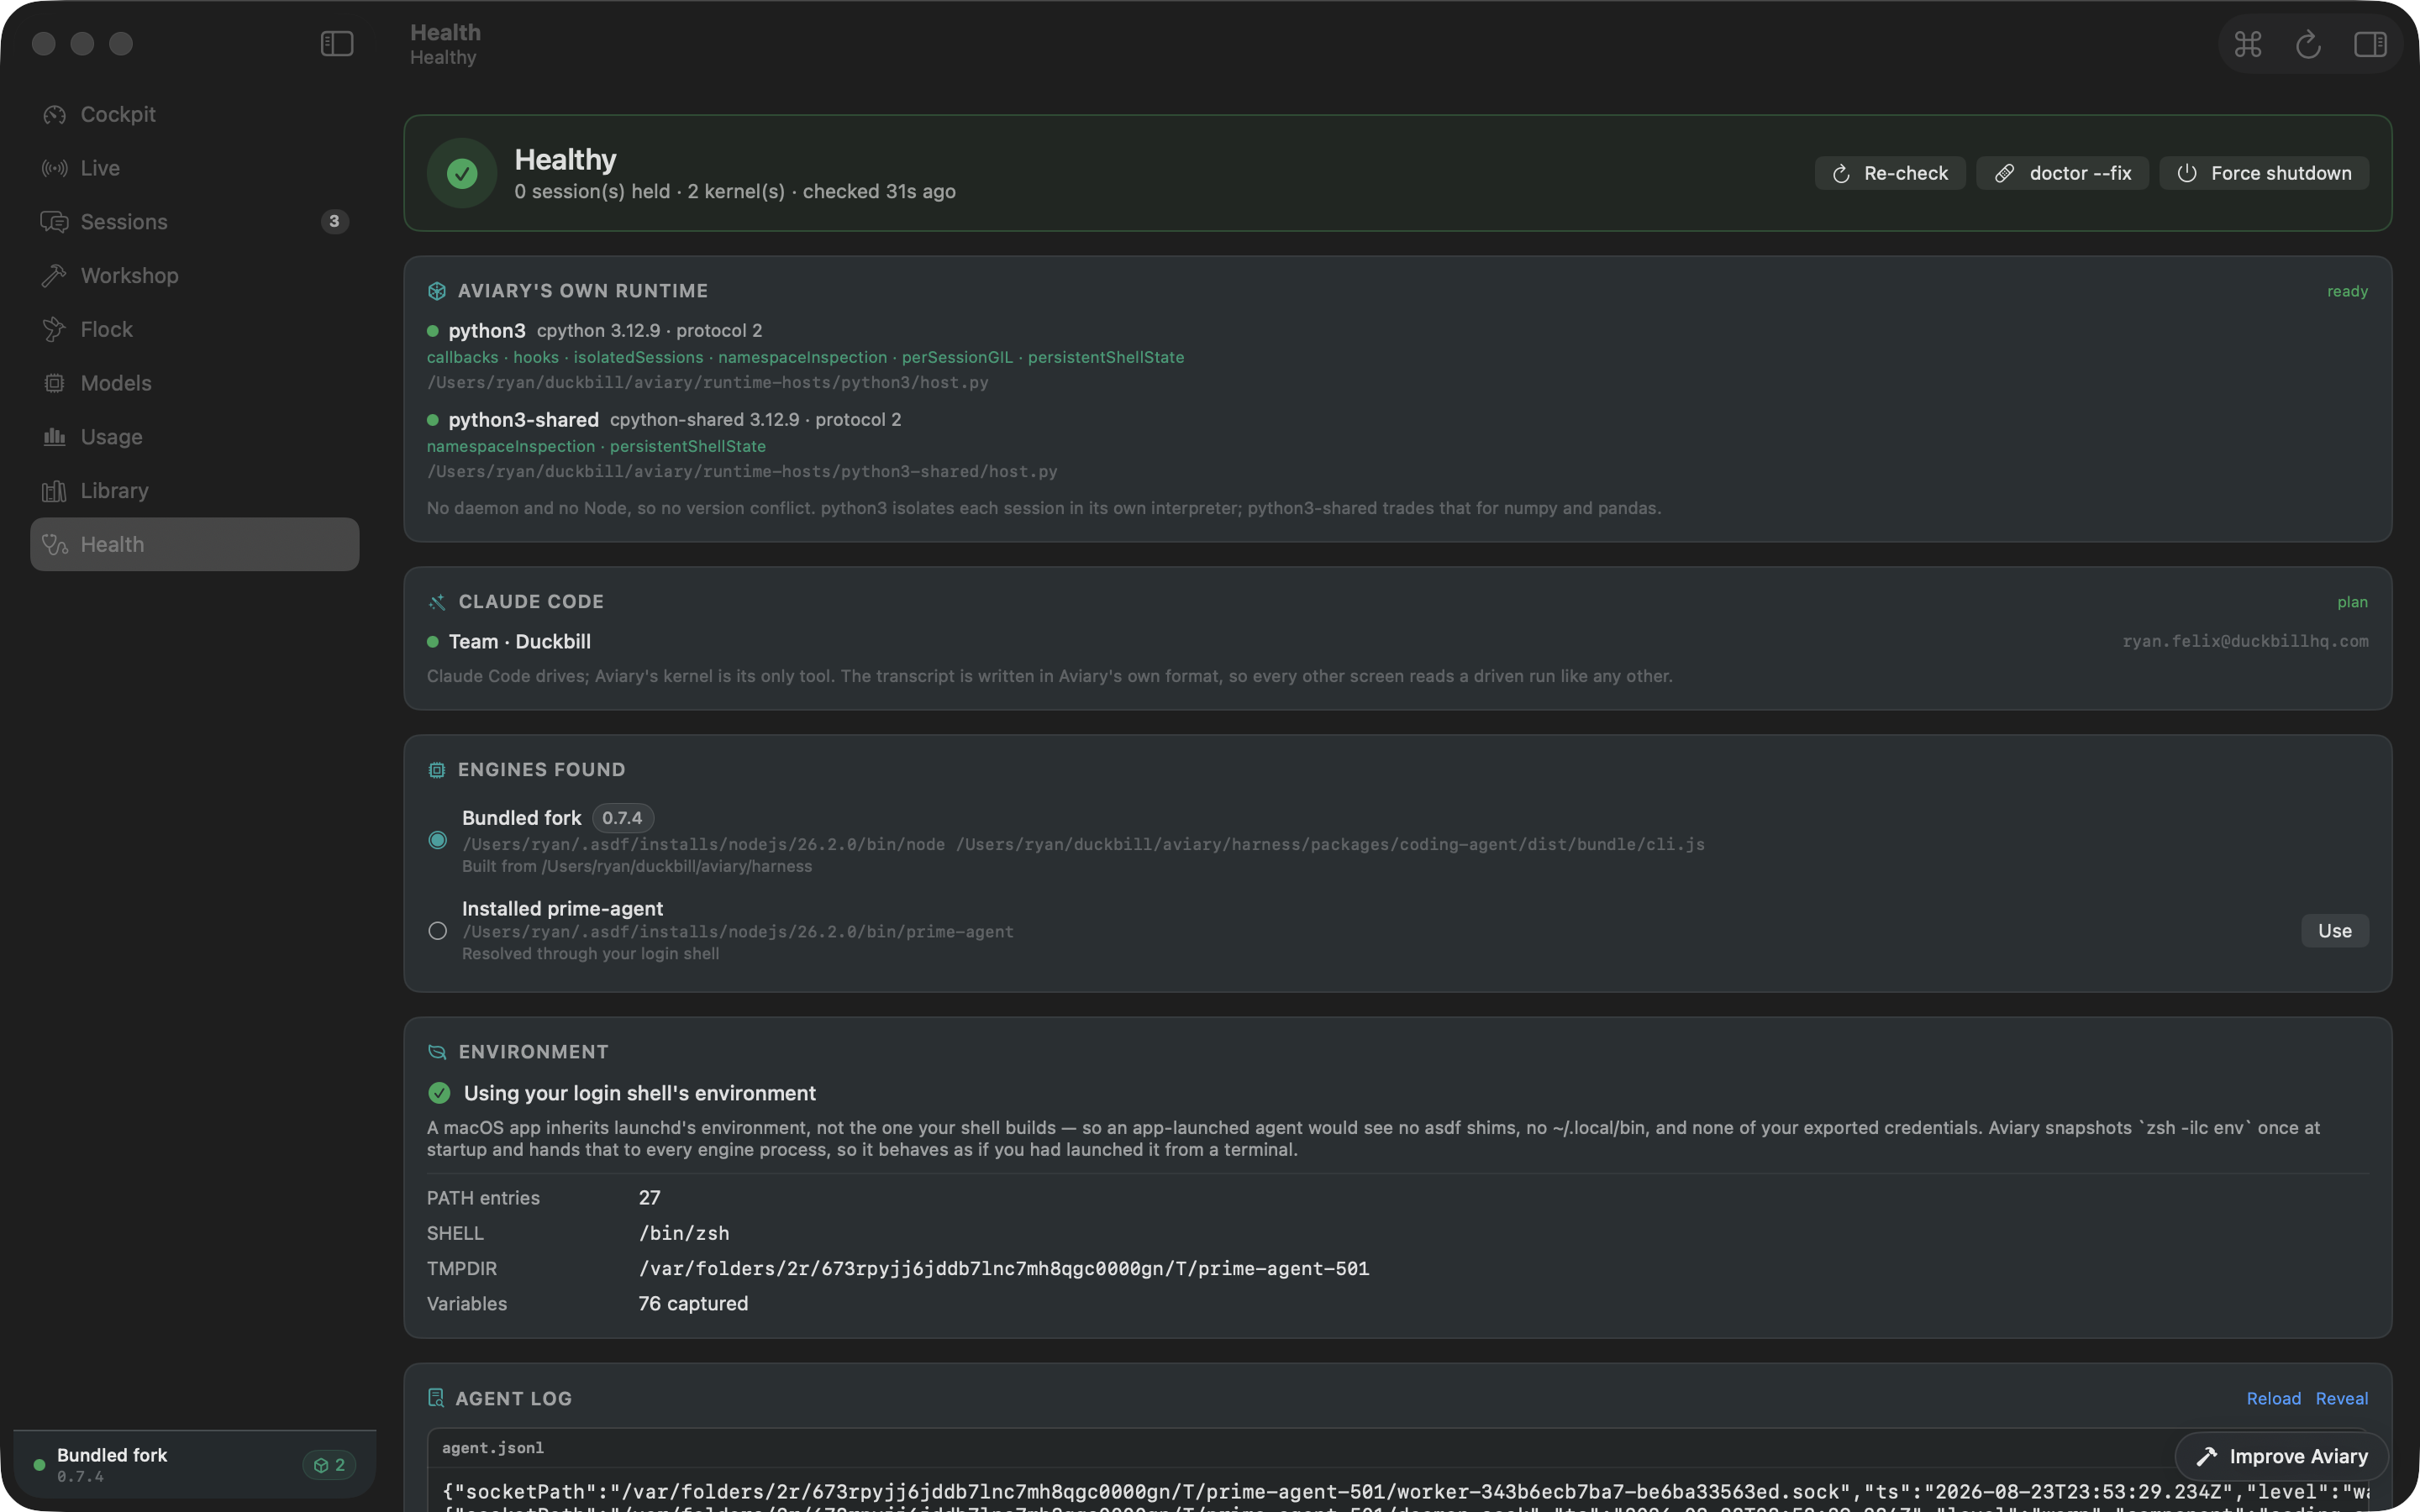 Health
Healthy
Cockpit
Live
Sessions
3
Workshop
Flock
Models
Usage
Library
Health
Healthy
0 session(s) held · 2 kernel(s) · checked 31s ago
Re-check
doctor --fix
Force shutdown
AVIARY'S OWN RUNTIME
ready
python3 cpython 3.12.9 · protocol 2
callbacks · hooks · isolatedSessions · namespaceInspection · perSessionGIL · persistentShellState
/Users/ryan/duckbill/aviary/runtime-hosts/python3/host.py
python3-shared cpython-shared 3.12.9 · protocol 2
namespaceInspection · persistentShellState
/Users/ryan/duckbill/aviary/runtime-hosts/python3-shared/host.py
No daemon and no Node, so no version conflict. python3 isolates each session in its own interpreter; python3-shared trades that for numpy and pandas.
CLAUDE CODE
plan
Team · Duckbill
ryan.felix@duckbillhq.com
Claude Code drives; Aviary's kernel is its only tool. The transcript is written in Aviary's own format, so every other screen reads a driven run like any other.
ENGINES FOUND
Bundled fork 0.7.4
/Users/ryan/.asdf/installs/nodejs/26.2.0/bin/node /Users/ryan/duckbill/aviary/harness/packages/coding-agent/dist/bundle/cli.js
Built from /Users/ryan/duckbill/aviary/harness
Installed prime-agent
/Users/ryan/.asdf/installs/nodejs/26.2.0/bin/prime-agent
Resolved through your login shell
Use
ENVIRONMENT
Using your login shell's environment
A macOS app inherits launchd's environment, not the one your shell builds — so an app-launched agent would see no asdf shims, no ~/.local/bin, and none of your exported credentials. Aviary snapshots `zsh -ilc env` once at
startup and hands that to every engine process, so it behaves as if you had launched it from a terminal.
PATH entries 27
SHELL /bin/zsh
TMPDIR /var/folders/2r/673rpyjj6jddb7lnc7mh8qgc0000gn/T/prime-agent-501
Variables 76 captured
AGENT LOG
Reload Reveal
agent.jsonl
{"socketPath":"/var/folders/2r/673rpyjj6jddb7lnc7mh8qgc0000gn/T/prime-agent-501/worker-343b6ecb7ba7-be6ba33563ed.sock","ts":"2026-08-23T23:53:29.234Z","level":"wa
Improve Aviary
Bundled fork
0.7.4
2